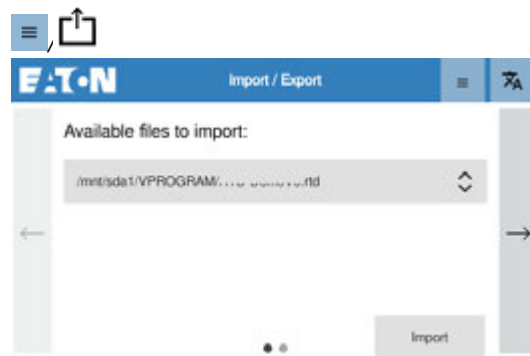 EATON
Import / Export
Available files to import:
/mnt/sda1/VPROGRAM/
.rtd
Import